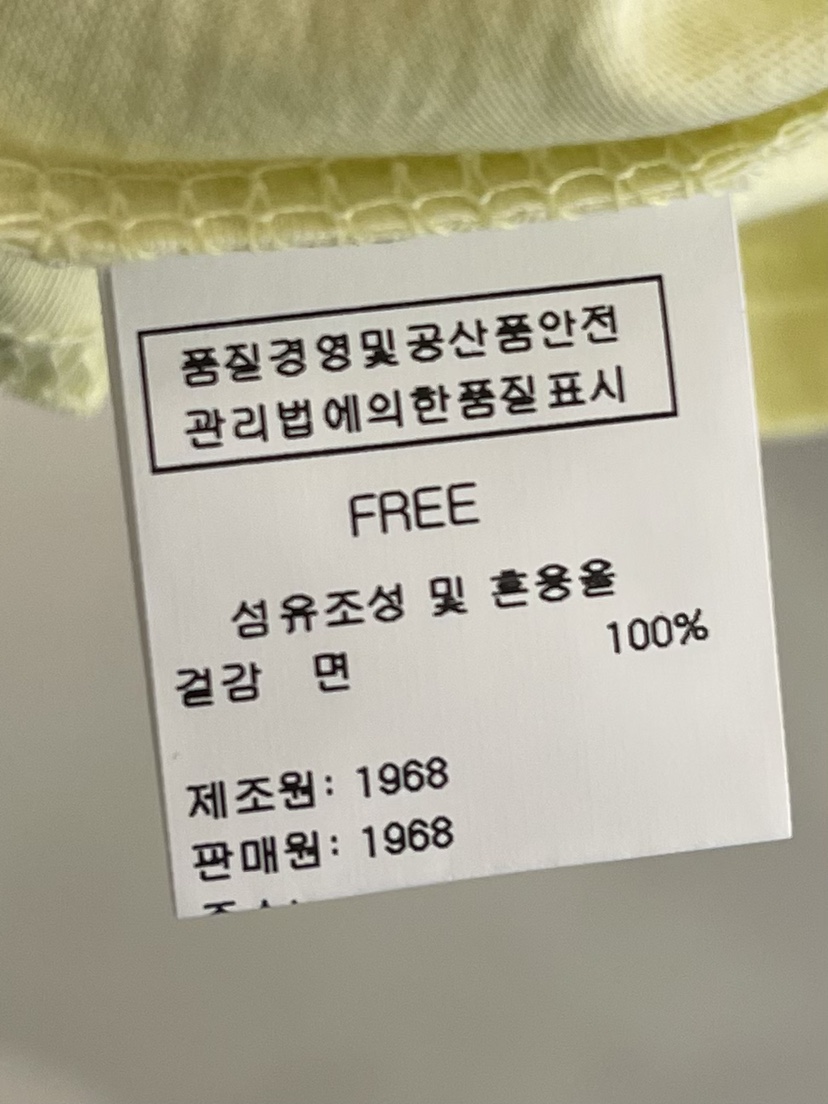 품질경영및공산품안전
관리법에의한품질표시
FREE
섬유조성 및 혼용율
100%
겉감 면
제조원: 1968
판매원: 1968